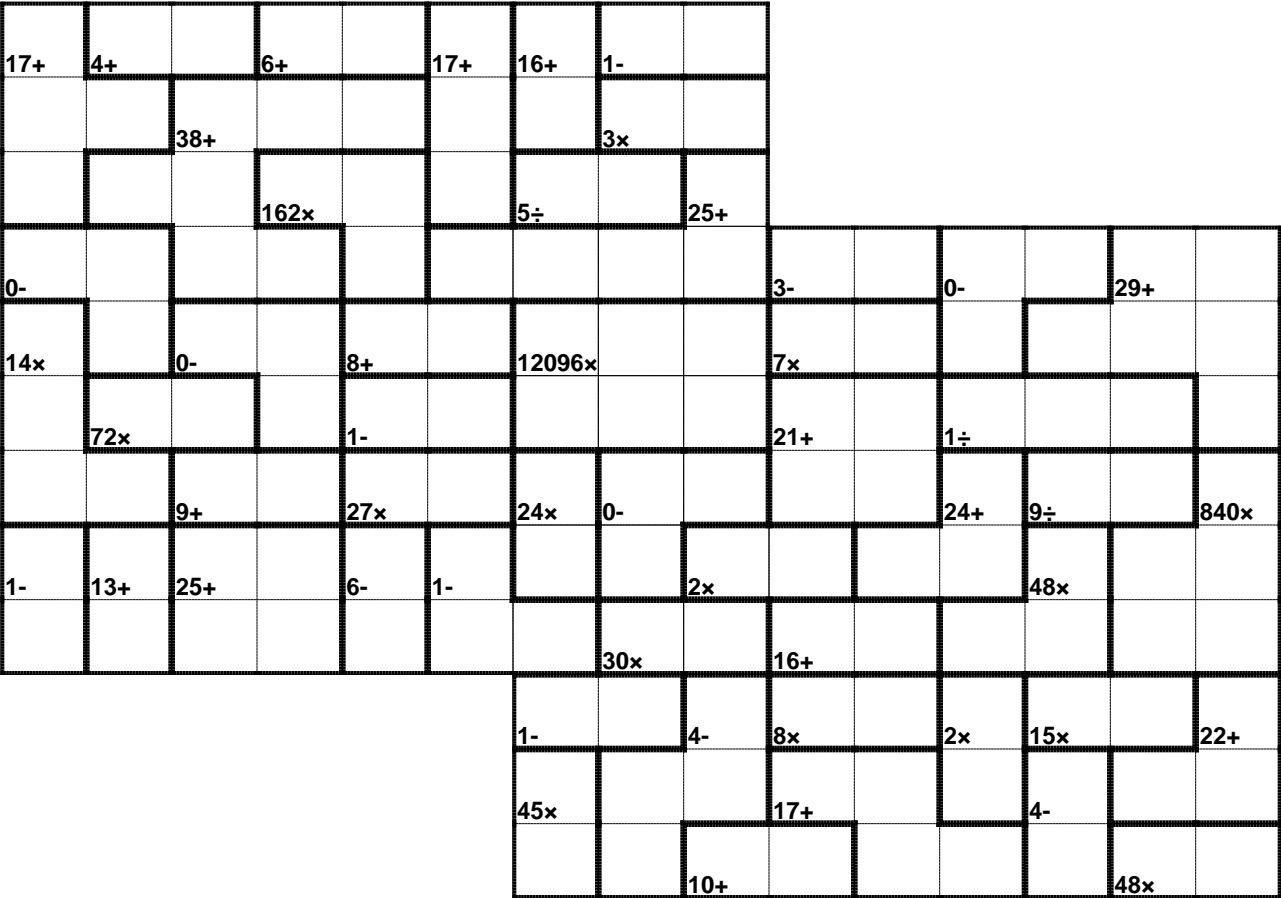 17+ 4+ 6+ 17+ 16+ 1-
38+ 3×
162× 5÷ 25+
0- 3- 0- 29+
14× 0- 8+ 12096× 7×
72× 1- 21+ 1÷
9+ 27× 24× 0- 24+ 9÷ 840×
1- 13+ 25+ 6- 1- 2× 48×
30× 16+
1- 4- 8× 2× 15× 22+
45× 17+ 4-
10+ 48×